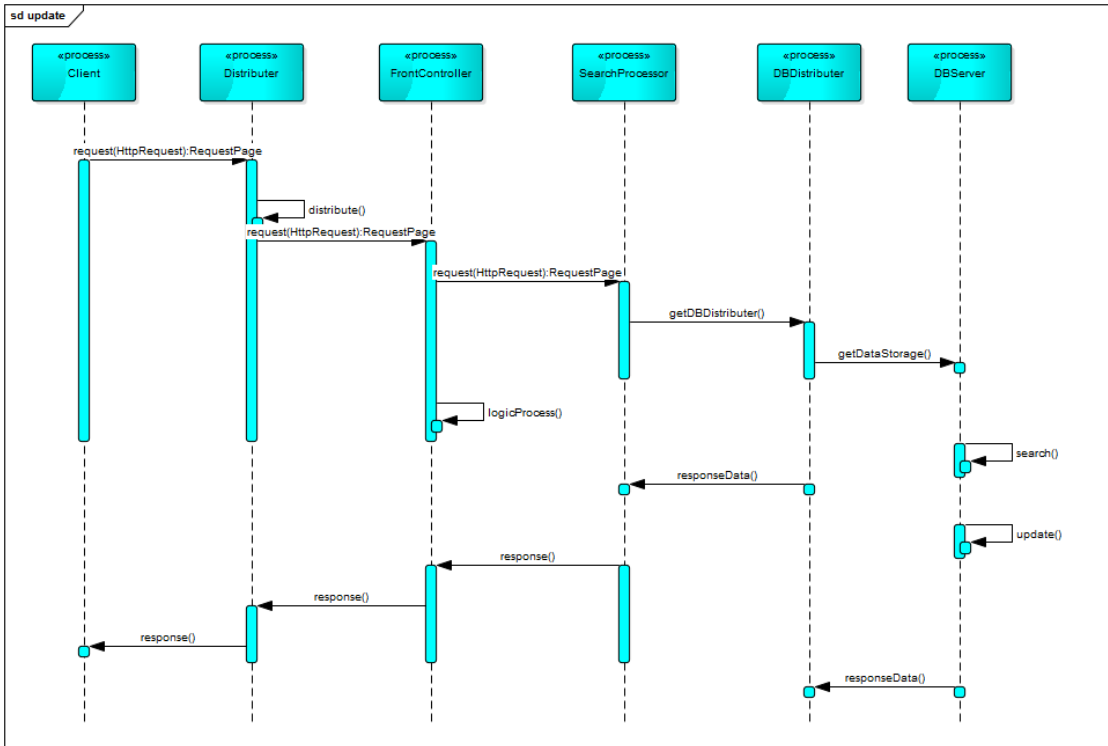 sd update
«process» «process» «process» «process» «process» «process»
Client Distributer FrontController SearchProcessor DBDistributer DBServer
request(HttpRequest):RequestPage
distribute()
request(HttpRequest):RequestPage
request(HttpRequest):RequestPage
getDBDistributer()
getDataStorage()
logicProcess()
search()
responseData()
update()
response()
response()
response()
responseData()